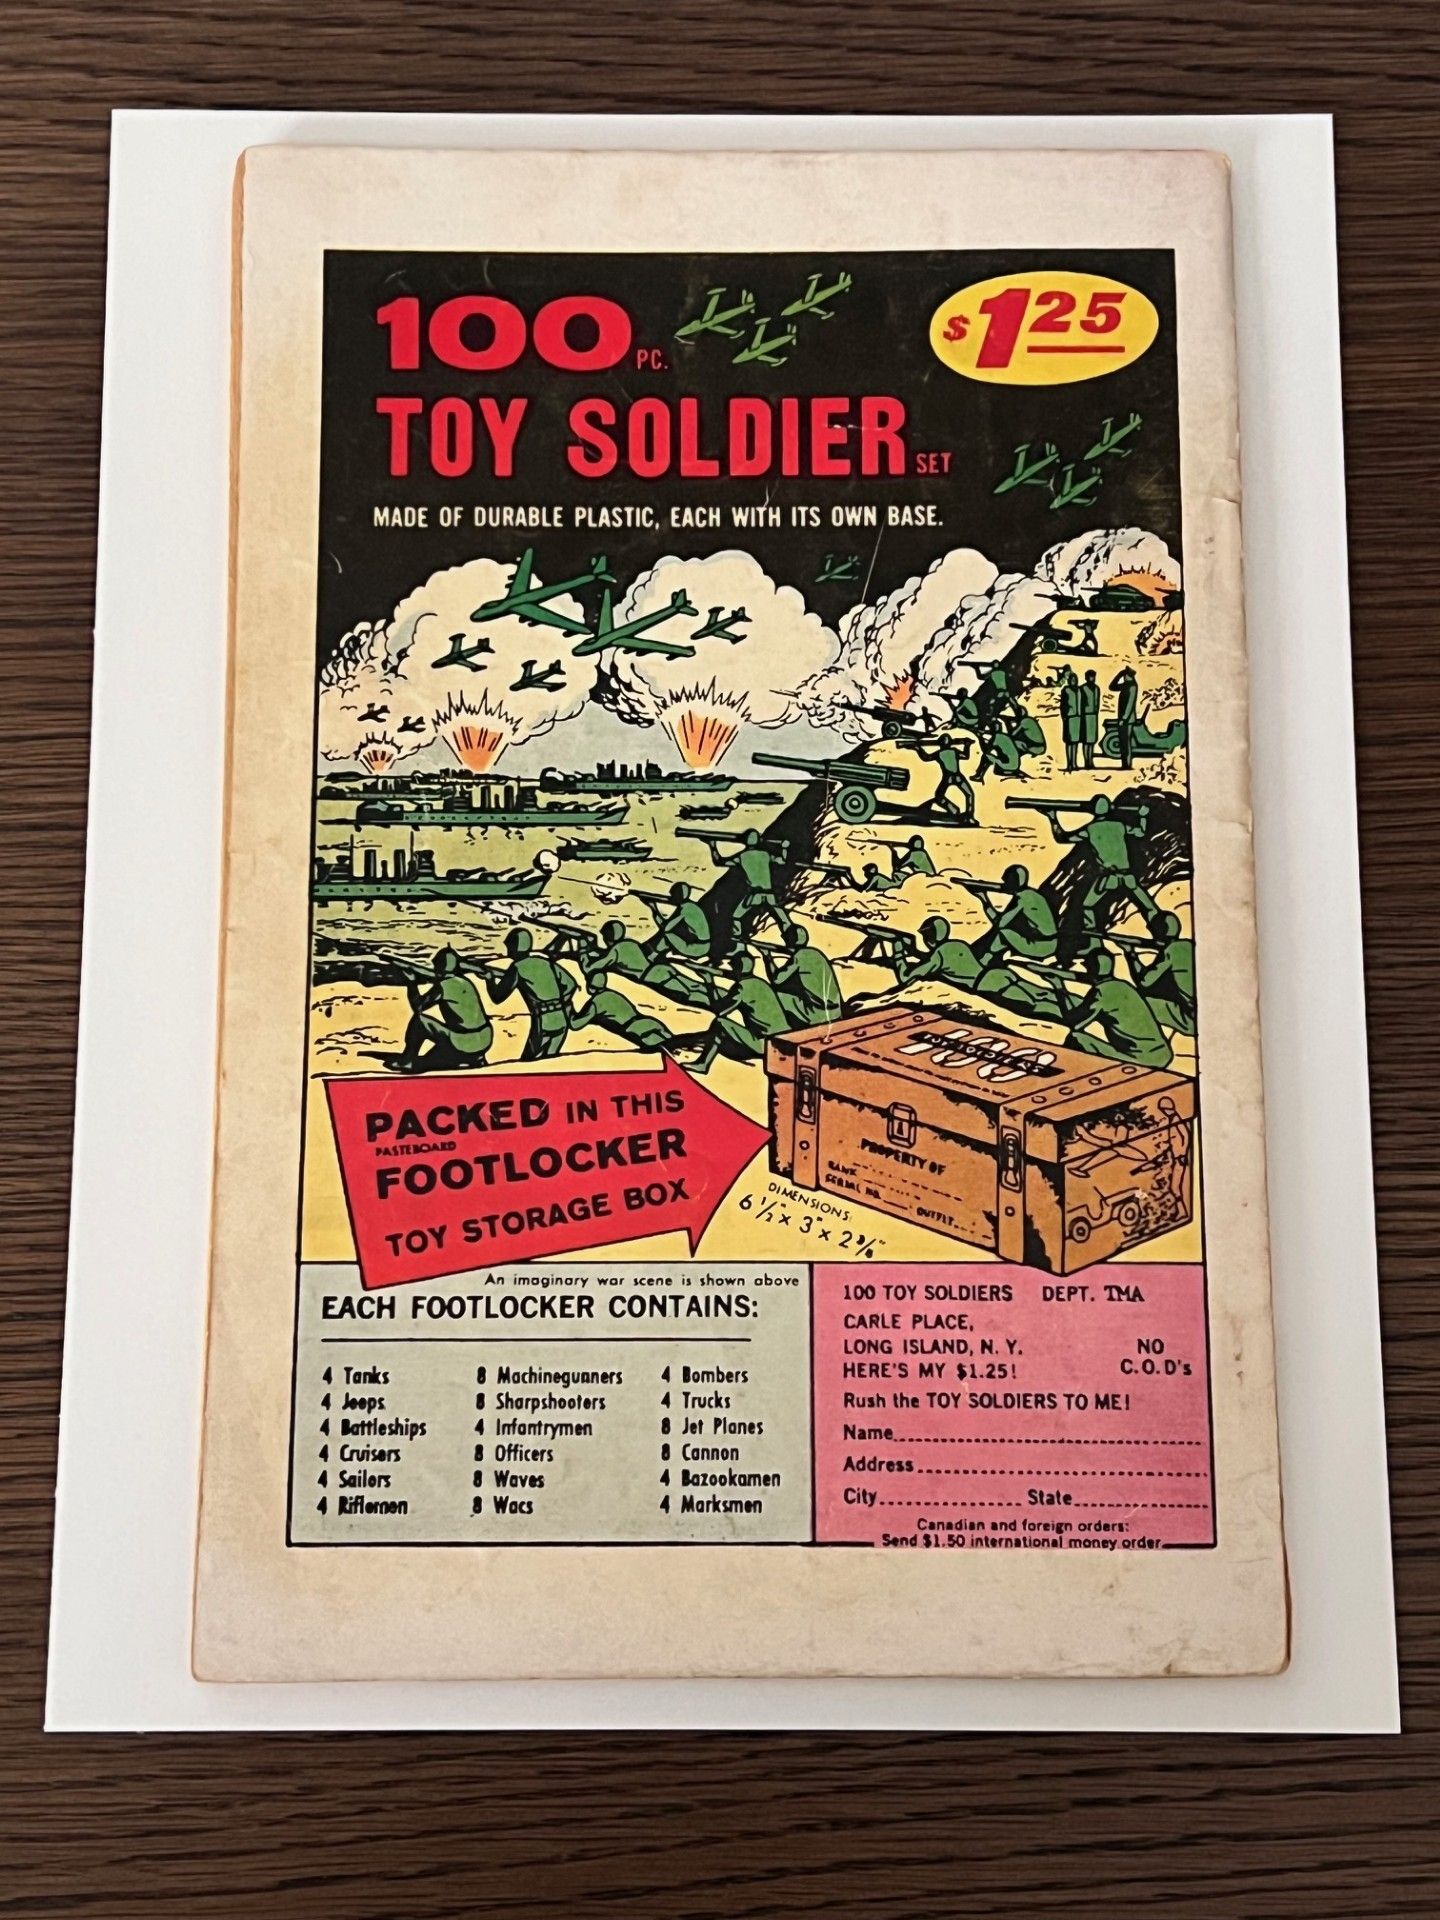 100 PC.
$1.25
TOY SOLDIER SET
MADE OF DURABLE PLASTIC, EACH WITH ITS OWN BASE.
100
PACKED IN THIS
PASTEBOARD
FOOTLOCKER
TOY STORAGE BOX
PROPERTY OF
RANK
SERIAL NO.
OUTFIT
DIMENSIONS:
6 1/2" x 3" x 2 3/8"
An imaginary war scene is shown above
EACH FOOTLOCKER CONTAINS:
4 Tanks
4 Jeeps
4 Battleships
4 Cruisers
4 Sailors
4 Riflemen
8 Machinegunners
8 Sharpshooters
4 Infantrymen
8 Officers
8 Waves
8 Wacs
4 Bombers
4 Trucks
8 Jet Planes
8 Cannon
4 Bazookamen
4 Marksmen
100 TOY SOLDIERS DEPT. TMA
CARLE PLACE,
LONG ISLAND, N. Y.
HERE'S MY $1.25!
NO
C.O.D's
Rush the TOY SOLDIERS TO ME!
Name
Address
City State
Canadian and foreign orders:
Send $1.50 international money order